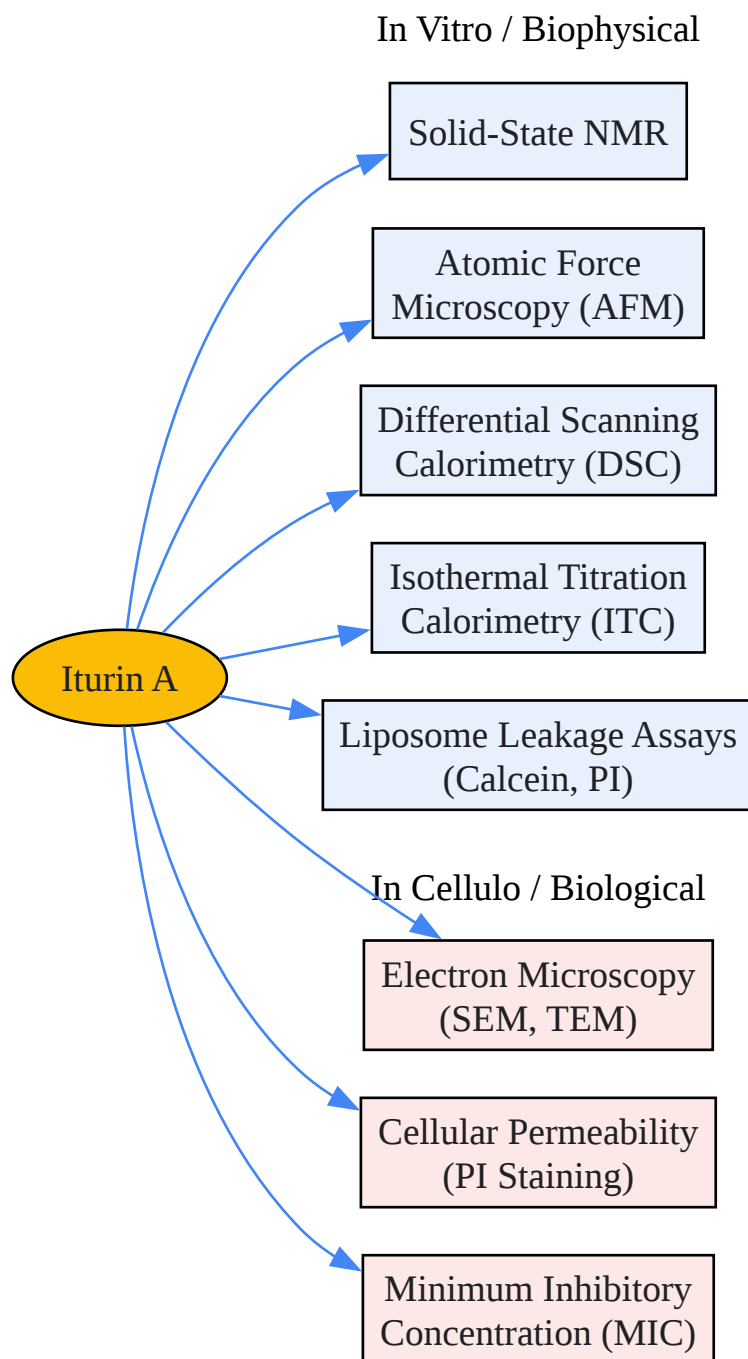 In Vitro / Biophysical
Solid-State NMR
Atomic Force
Microscopy (AFM)
Differential Scanning
Calorimetry (DSC)
Isothermal Titration
Calorimetry (ITC)
Iturin A
Liposome Leakage Assays
(Calcein, PI)
In Cellulo / Biological
Electron Microscopy
(SEM, TEM)
Cellular Permeability
(PI Staining)
Minimum Inhibitory
Concentration (MIC)